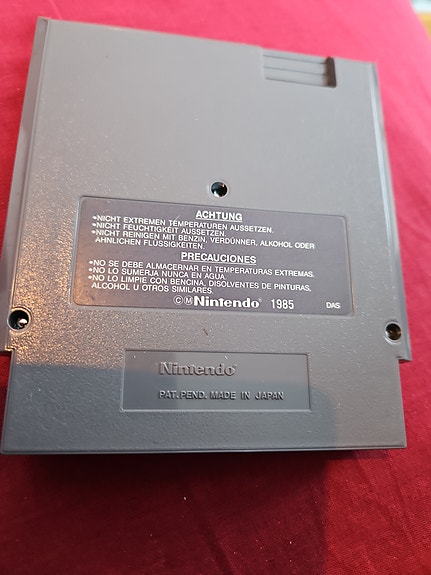 ACHTUNG
•NICHT EXTREMEN TEMPERATUREN AUSSETZEN.
•NICHT FEUCHTIGKEIT AUSSETZEN.
•NICHT REINIGEN MIT BENZIN, VERDÜNNER, ALKOHOL ODER
ÄHNLICHEN FLÜSSIGKEITEN.
PRECAUCIONES
•NO SE DEBE ALMACERNAR EN TEMPERATURAS EXTREMAS.
•NO LO SUMERJA NUNCA EN AGUA.
•NO LO LIMPIE CON BENCINA, DISOLVENTES DE PINTURAS,
ALCOHOL U OTROS SIMILARES.
©Ⓜ Nintendo® 1985 DAS
Nintendo®
PAT.PEND. MADE IN JAPAN